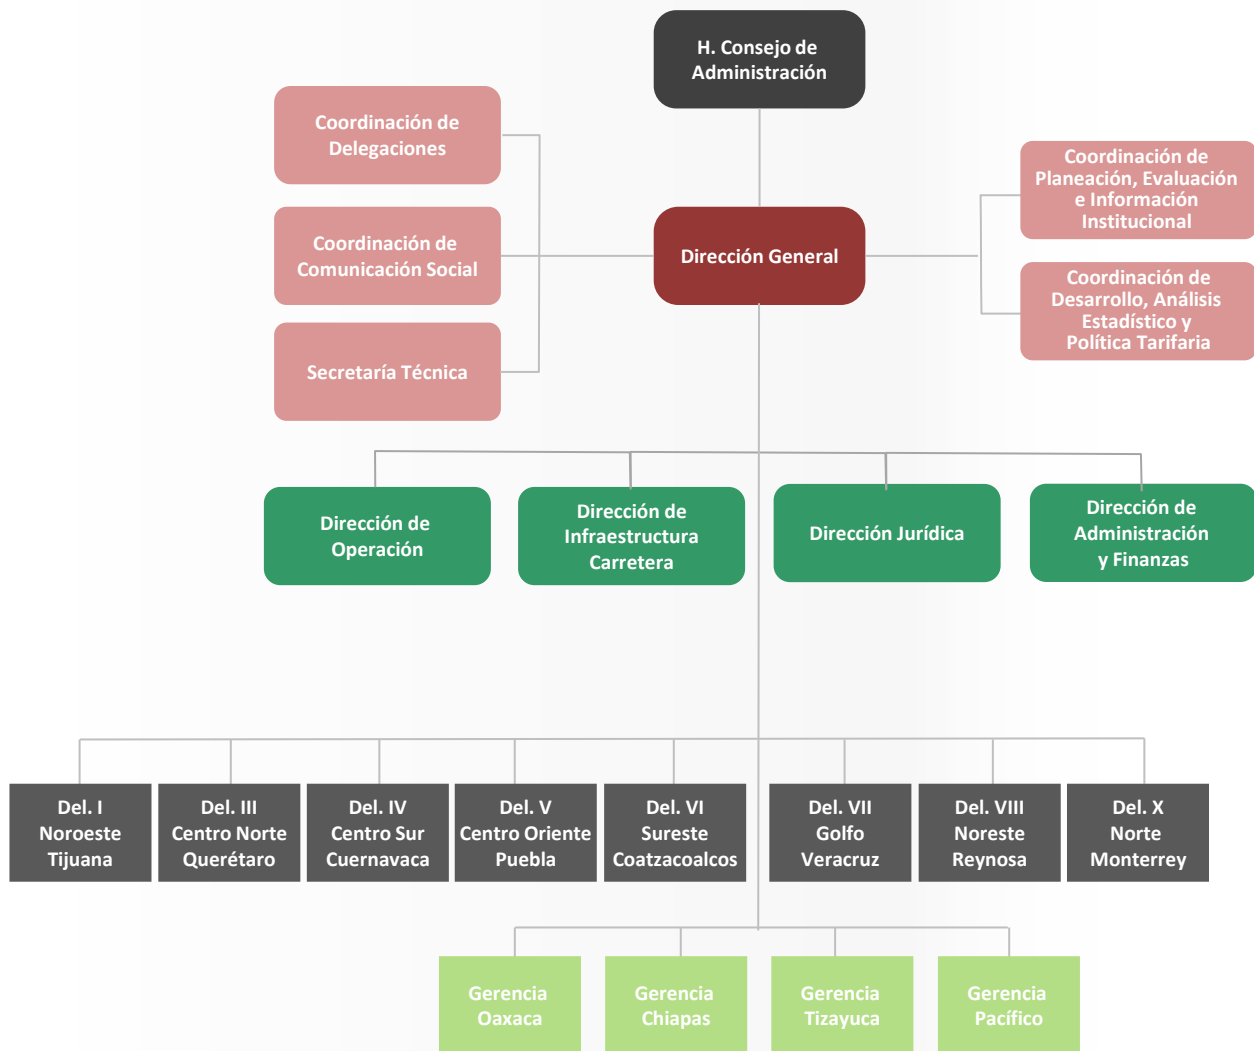 H. Consejo de
Administración
Coordinación de
Delegaciones
Coordinación de
Planeación, Evaluación
e Información
Institucional
Coordinación de
Comunicación Social
Dirección General
Coordinación de
Desarrollo, Análisis
Estadístico y
Política Tarifaria
Secretaría Técnica
Dirección de
Operación
Dirección de
Infraestructura
Carretera
Dirección Jurídica
Dirección de
Administración
y Finanzas
Del. I
Noroeste
Tijuana
Del. III
Centro Norte
Querétaro
Del. IV
Centro Sur
Cuernavaca
Del. V
Centro Oriente
Puebla
Del. VI
Sureste
Coatzacoalcos
Del. VII
Golfo
Veracruz
Del. VIII
Noreste
Reynosa
Del. X
Norte
Monterrey
Gerencia
Oaxaca
Gerencia
Chiapas
Gerencia
Tizayuca
Gerencia
Pacífico